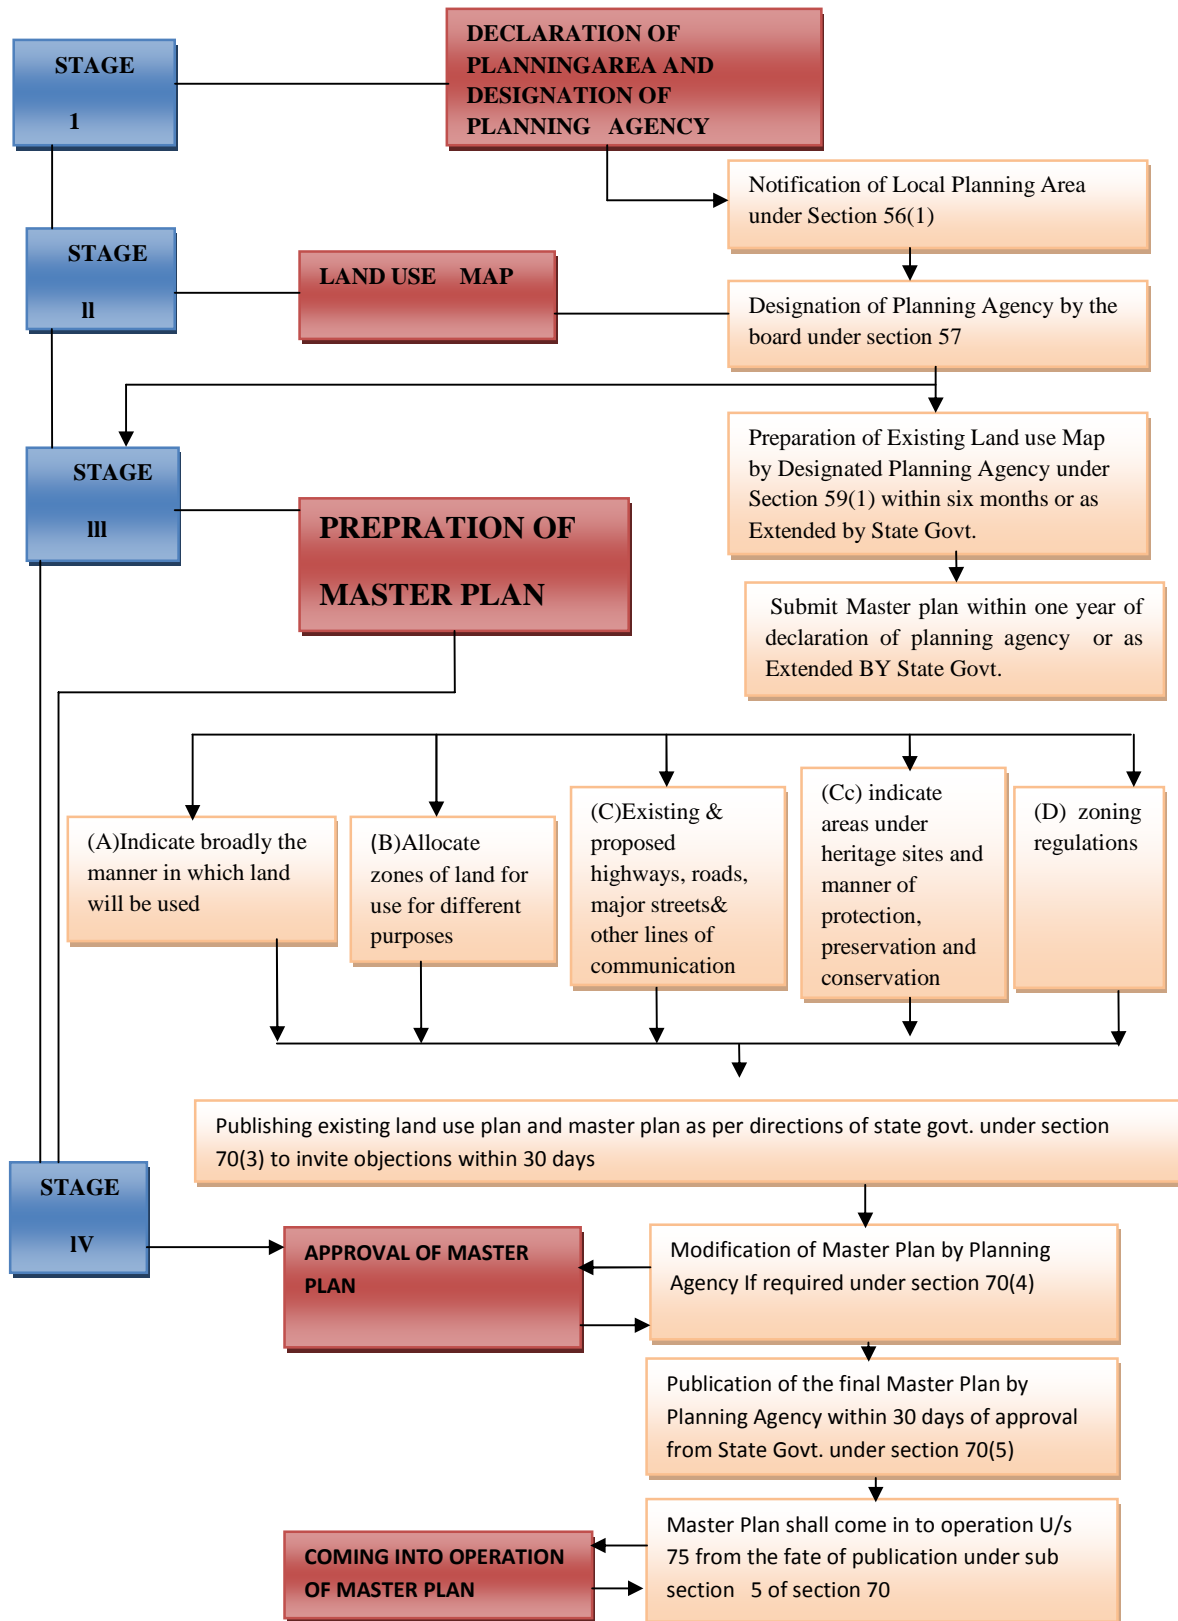 STAGE
1
DECLARATION OF
PLANNINGAREA AND
DESIGNATION OF
PLANNING AGENCY
Notification of Local Planning Area
under Section 56(1)
STAGE
ll
LAND USE MAP
Designation of Planning Agency by the
board under section 57
STAGE
lll
PREPRATION OF
MASTER PLAN
Preparation of Existing Land use Map
by Designated Planning Agency under
Section 59(1) within six months or as
Extended by State Govt.
Submit Master plan within one year of
declaration of planning agency or as
Extended BY State Govt.
(A)Indicate broadly the
manner in which land
will be used
(B)Allocate
zones of land for
use for different
purposes
(C)Existing &
proposed
highways, roads,
major streets&
other lines of
communication
(Cc) indicate
areas under
heritage sites and
manner of
protection,
preservation and
conservation
(D) zoning
regulations
Publishing existing land use plan and master plan as per directions of state govt. under section
70(3) to invite objections within 30 days
STAGE
lV
APPROVAL OF MASTER
PLAN
Modification of Master Plan by Planning
Agency If required under section 70(4)
Publication of the final Master Plan by
Planning Agency within 30 days of approval
from State Govt. under section 70(5)
COMING INTO OPERATION
OF MASTER PLAN
Master Plan shall come in to operation U/s
75 from the fate of publication under sub
section 5 of section 70